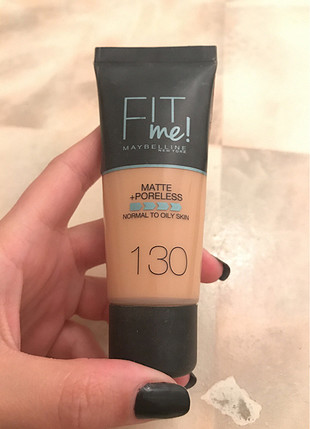 FIT
me!
MAYBELLINE
NEW YORK
MATTE
+PORELESS
NORMAL TO OILY SKIN
130